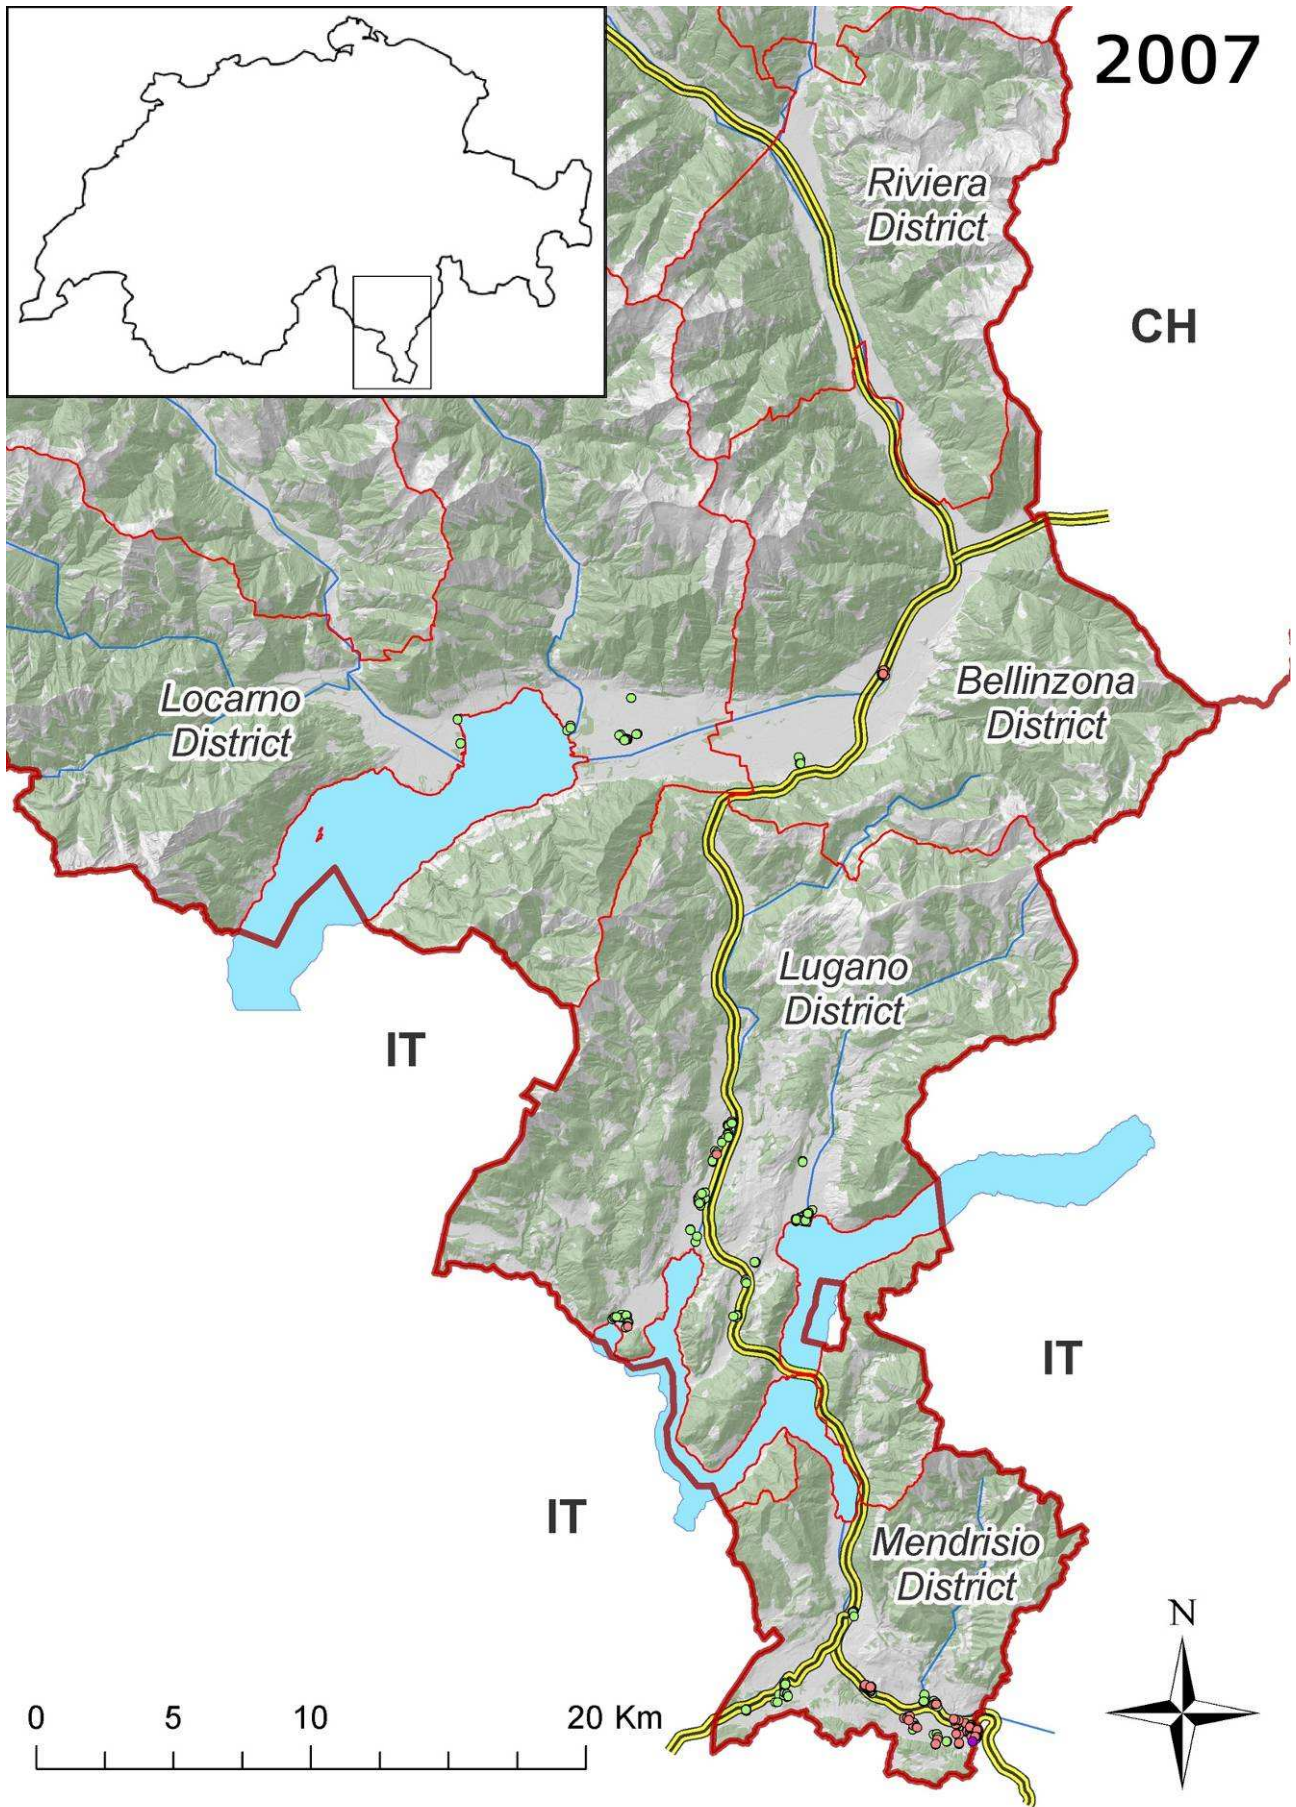 2007
Riviera
District
CH
Locarno
District
Bellinzona
District
Lugano
District
IT
IT
IT
Mendrisio
District
N
0 5 10 20 Km